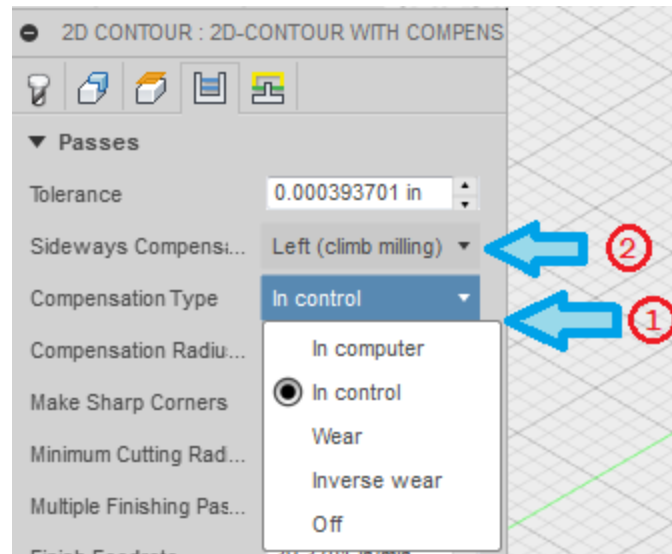 2D CONTOUR : 2D-CONTOUR WITH COMPENS
▼ Passes
Tolerance 0.000393701 in
Sideways Compensa... Left (climb milling)
2
Compensation Type In control
1
In computer
Compensation Radiu...
In control
Make Sharp Corners
Wear
Minimum Cutting Rad...
Inverse wear
Multiple Finishing Pas...
Off